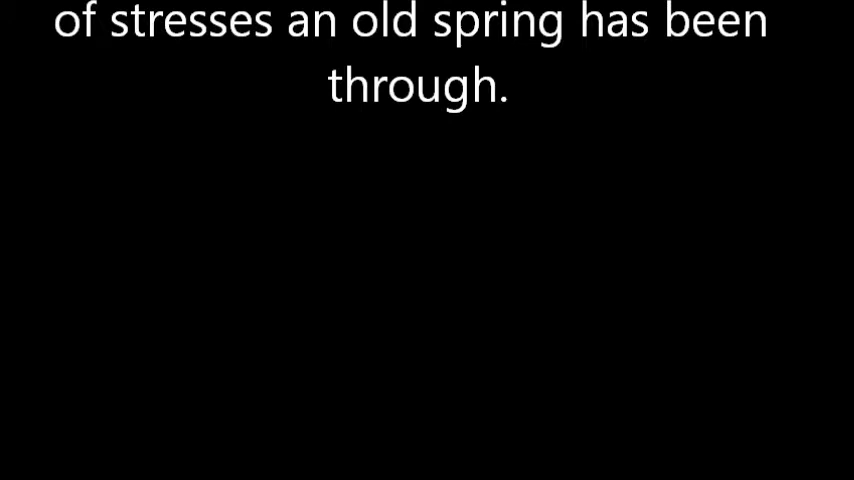 of stresses an old spring has been
through.